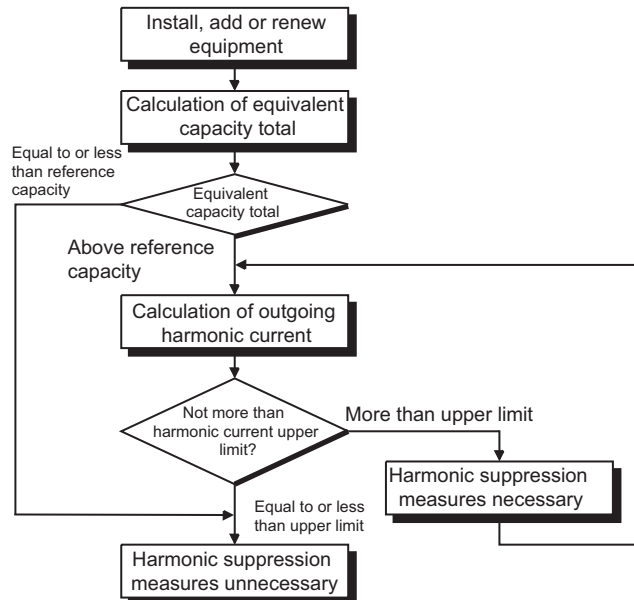 Install, add or renew
equipment
Calculation of equivalent
capacity total
Equal to or less
than reference
capacity
Equivalent
capacity total
Above reference
capacity
Calculation of outgoing
harmonic current
Not more than
harmonic current upper
limit?
More than upper limit
Harmonic suppression
measures necessary
Equal to or less
than upper limit
Harmonic suppression
measures unnecessary